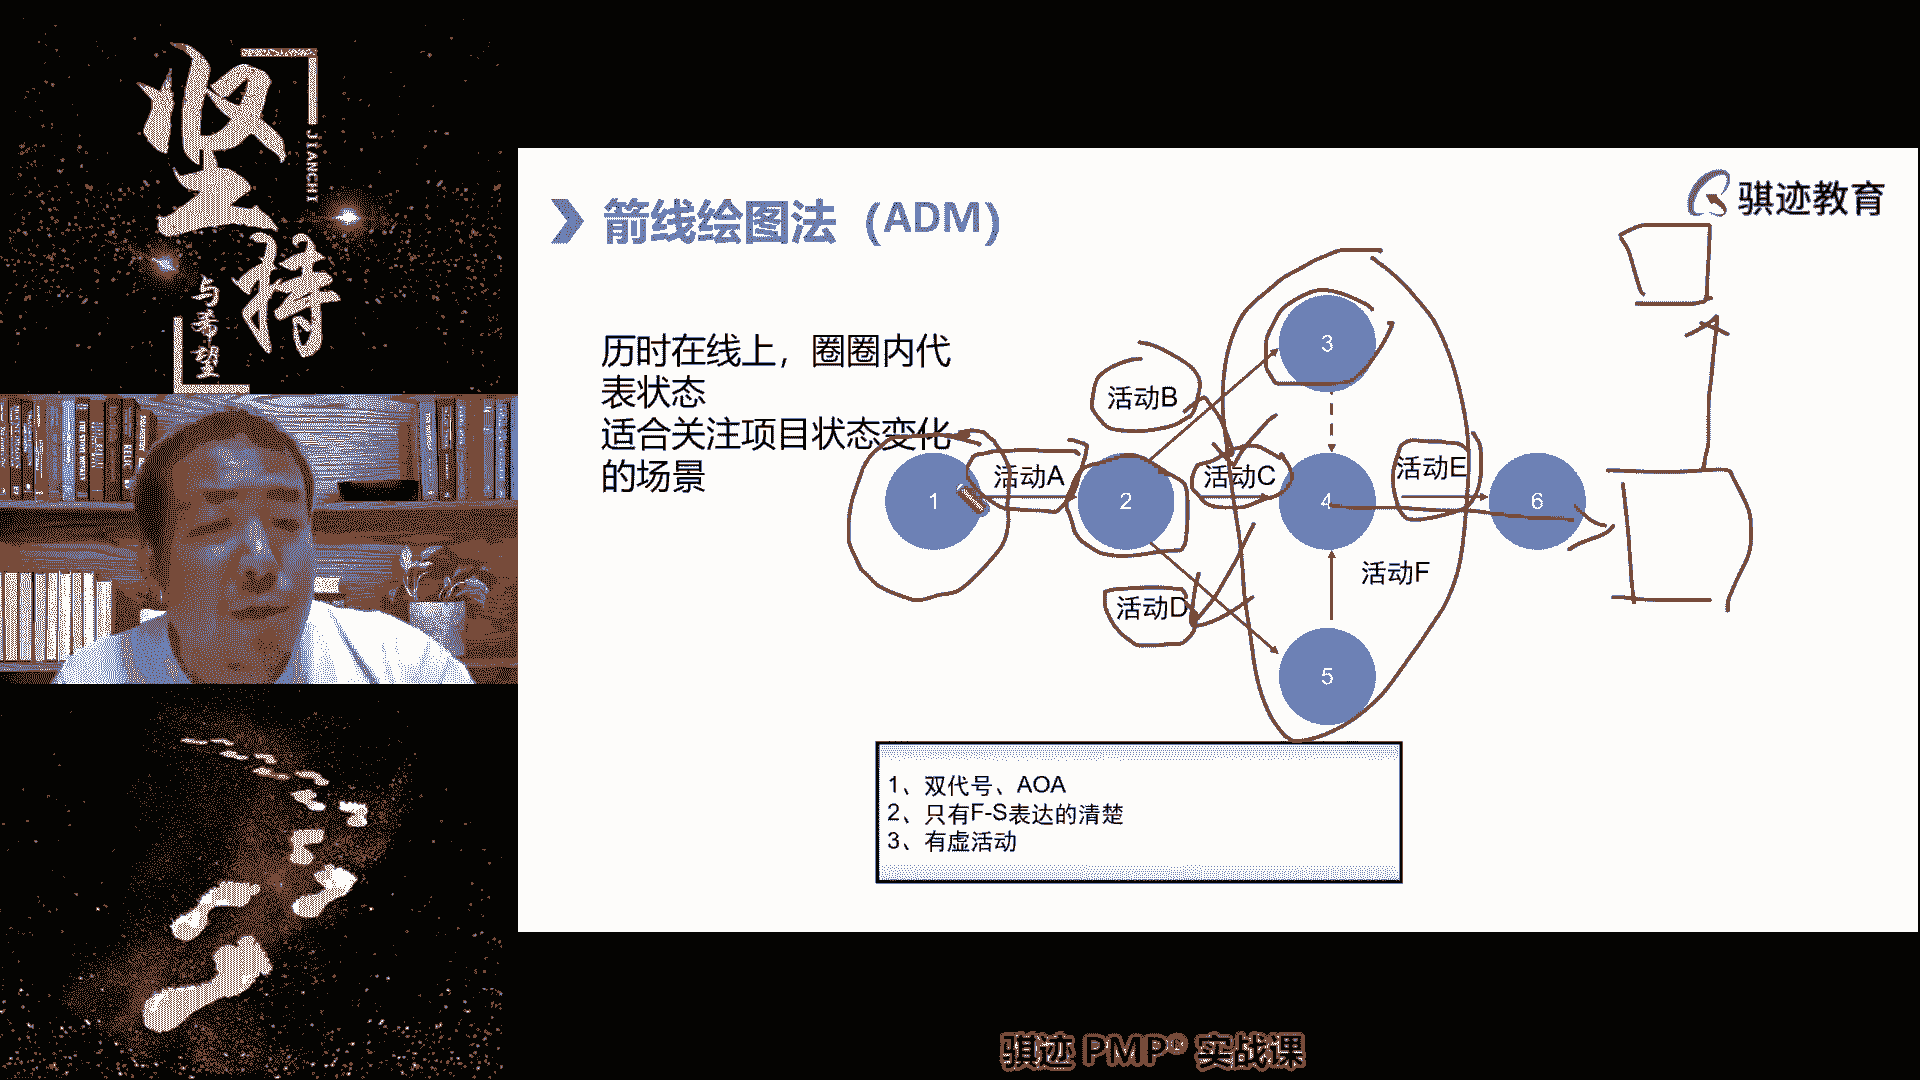 坚持
JIANCHI
与希望
箭线绘图法（ADM）
骐迹教育
历时在线上，圈圈内代
表状态
适合关注项目状态变化
的场景
3
活动B
1
活动A
2
活动C
4
活动E
6
活动F
活动D
5
1、双代号、AOA
2、只有F-S表达的清楚
3、有虚活动
骐迹 PMP® 实战课